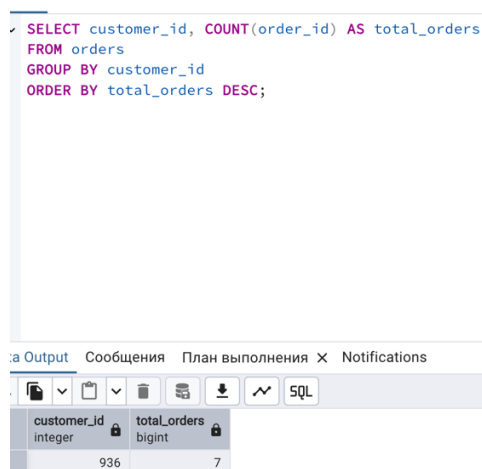 SELECT customer_id, COUNT(order_id) AS total_orders
FROM orders
GROUP BY customer_id
ORDER BY total_orders DESC;
Output Сообщения План выполнения × Notifications
SQL
customer_id total_orders
integer bigint
936 7